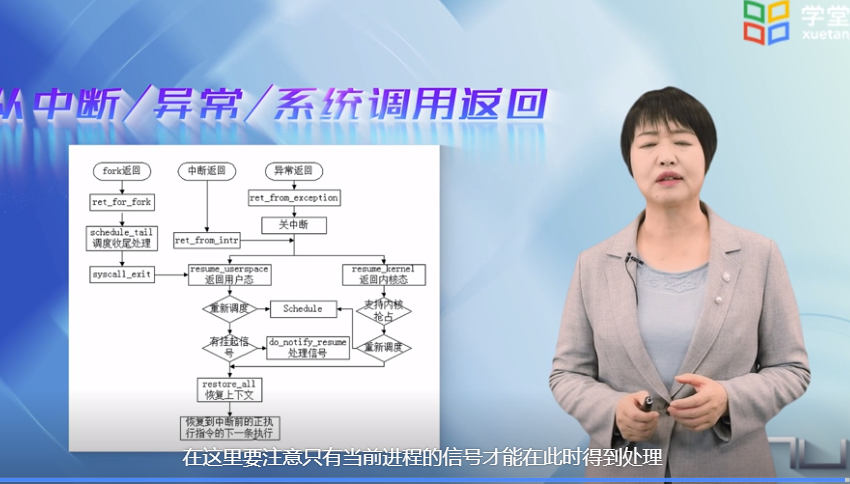 学堂
xuetan
从中断/异常/系统调用返回
fork返回
中断返回
异常返回
ret_for_fork
ret_from_exception
关中断
schedule_tail
调度收尾处理
ret_from_intr
syscall_exit
resume_userspace
返回用户态
resume_kernel
返回内核态
重新调度
Schedule
支持内核
抢占
有挂起信
号
do_notify_resume
处理信号
重新调度
restore_all
恢复上下文
恢复到中断前的正执
行指令的下一条执行
在这里要注意只有当前进程的信号才能在此时得到处理